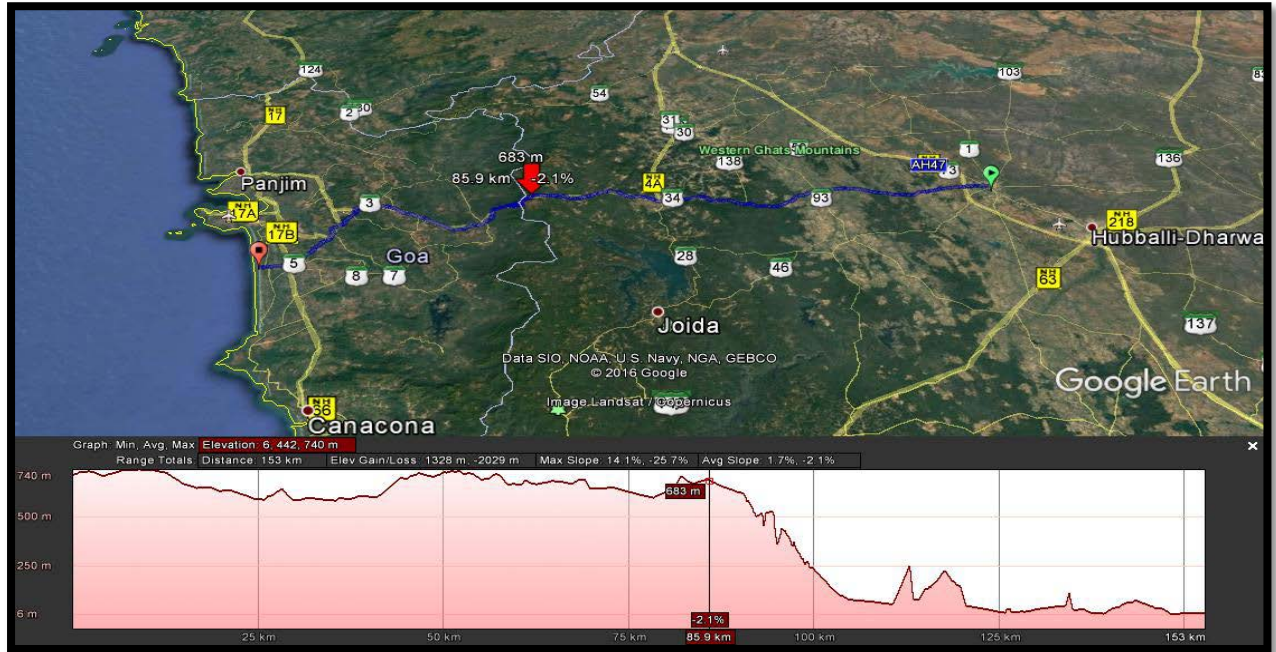 124
103
54
2
30
NH
17
31
30
1
Western Ghats Mountains
138
136
683 m
AH47
3
85.9 km
-2.1%
NH
4A
Panjim
3
34
93
NH
17A
NH
218
NH
17B
Hubballi-Dharwa
Goa
5
8
7
28
46
NH
63
Joida
137
Data SIO, NOAA, U.S. Navy, NGA, GEBCO
© 2016 Google
Google Earth
Image Landsat / Copernicus
66
Canacona
Graph: Min, Avg, Max Elevation: 6, 442, 740 m
Range Totals: Distance: 153 km Elev Gain/Loss: 1328 m, -2029 m Max Slope: 14.1%, -25.7% Avg Slope: 1.7%, -2.1%
740 m
683 m
500 m
250 m
6 m
-2.1%
25 km 50 km 75 km 85.9 km 100 km 125 km 153 km